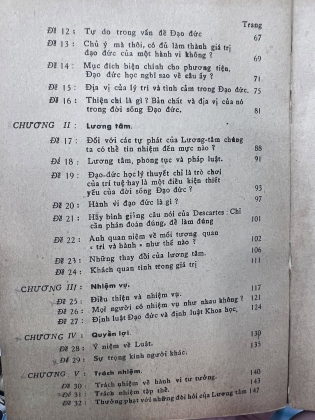 Trang
Đề 12 : Tự do trong vấn đề Đạo đức 67
Đề 13 : Chủ ý mà thôi, có đủ làm thành giá trị
đạo đức của một hành vi không ? 69
Đề 14 : Mục đích biện chính cho phương tiện,
Đạo đức học nghĩ sao về câu ấy ? 71
Đề 15 : Địa vị của lý trí và tình cảm trong Đạo đức. 75
Đề 16 : Thiện chí là gì ? Bản chất và địa vị của nó
trong đời sống Đạo đức. 81
CHƯƠNG II : Lương tâm.
Đề 17 : Đối với các tự phát của Lương-tâm chúng
ta có thể tín nhiệm đến mực nào ? 88
Đề 18 : Lương tâm, phong tục và pháp luật. 91
Đề 19 : Đạo-đức học lý thuyết chỉ là trò chơi
của trí tuệ hay là một điều kiện thiết
yếu của đời sống Đạo đức ? 95
Đề 20 : Hành vi đạo đức là gì ? 97
Đề 21 : Hãy bình giảng câu nói của Descartes : Chỉ
cần phán đoán đúng, để làm đúng 101
Đề 22 : Anh quan niệm về mối tương quan
« tri và hành » như thế nào ? 102
Đề 23 : Những thay đổi của lương tâm. 106
Đề 24 : Khách quan tính trong giá trị 111
CHƯƠNG III : Nhiệm vụ.
Đề 25 : Điều thiện và nhiệm vụ. 117
Đề 26 : Mọi người có nhiệm vụ như nhau không ? 121
Đề 27 : Định luật Đạo đức và định luật Khoa học, 124
CHƯƠNG IV : Quyền lợi.
Đề 28 : Ý niệm về Luật. 130
Đề 29 : Sự trọng kính người khác. 135
CHƯƠNG V : Trách nhiệm.
Đề 30 : Trách nhiệm về hành vi tư tưởng. 140
Đề 31 : Trách nhiệm tập thể. 143
Đề 32 : Thưởng phạt với những đòi hỏi của Lương tâm 147